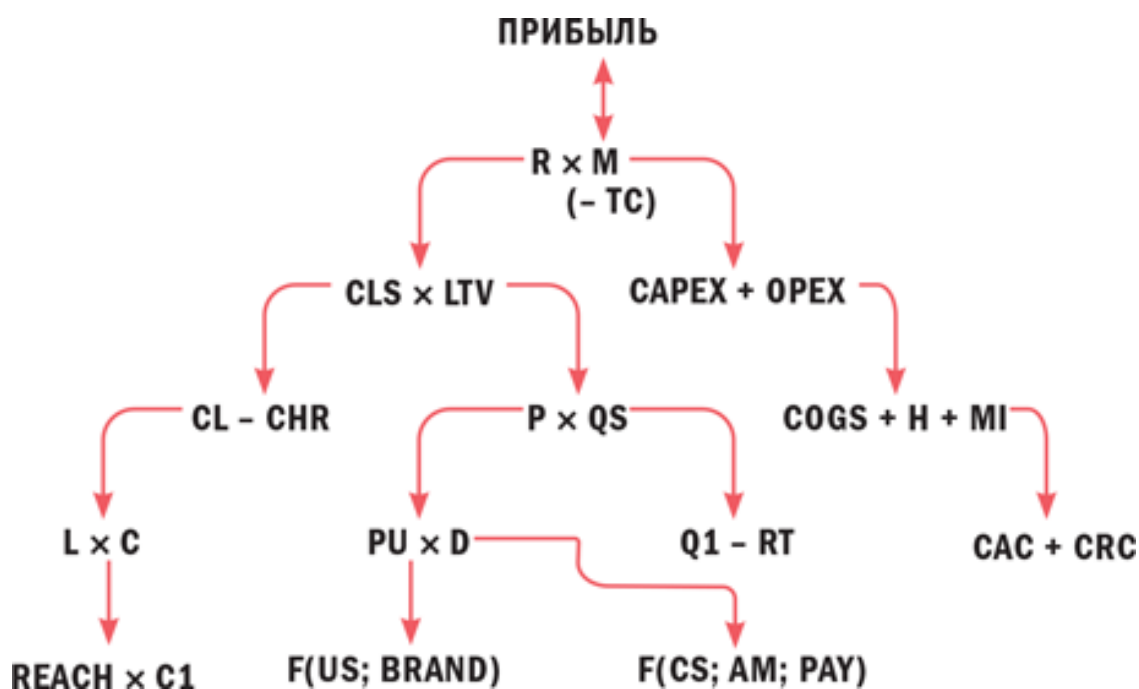 ПРИБЫЛЬ
R × M
(– TC)
CLS × LTV
CAPEX + OPEX
CL – CHR
P × QS
COGS + H + MI
L × C
PU × D
Q1 – RT
CAC + CRC
REACH × C1
F(US; BRAND)
F(CS; AM; PAY)